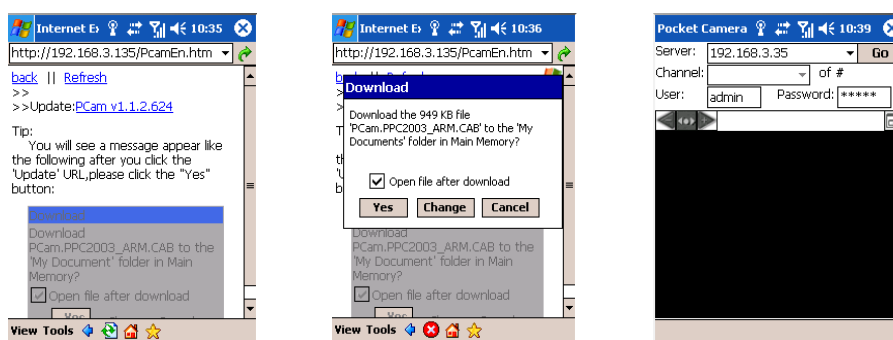 Internet E 10:35
http://192.168.3.135/PcamEn.htm
back || Refresh
>>
>>Update:PCam v1.1.2.624
Tip:
You will see a message appear like
the following after you click the
'Update' URL,please click the "Yes"
button:
Download
Download
PCam.PPC2003_ARM.CAB to the
'My Document' folder in Main
Memory?
Open file after download
Yes
View Tools
Internet E 10:36
http://192.168.3.135/PcamEn.htm
Download
Download the 949 KB file
'PCam.PPC2003_ARM.CAB' to the 'My
Documents' folder in Main Memory?
Open file after download
Yes Change Cancel
Download
PCam.PPC2003_ARM.CAB to the
'My Document' folder in Main
Memory?
Open file after download
Yes
View Tools
Pocket Camera 10:39
Server: 192.168.3.35 Go
Channel: of #
User: admin Password: *****